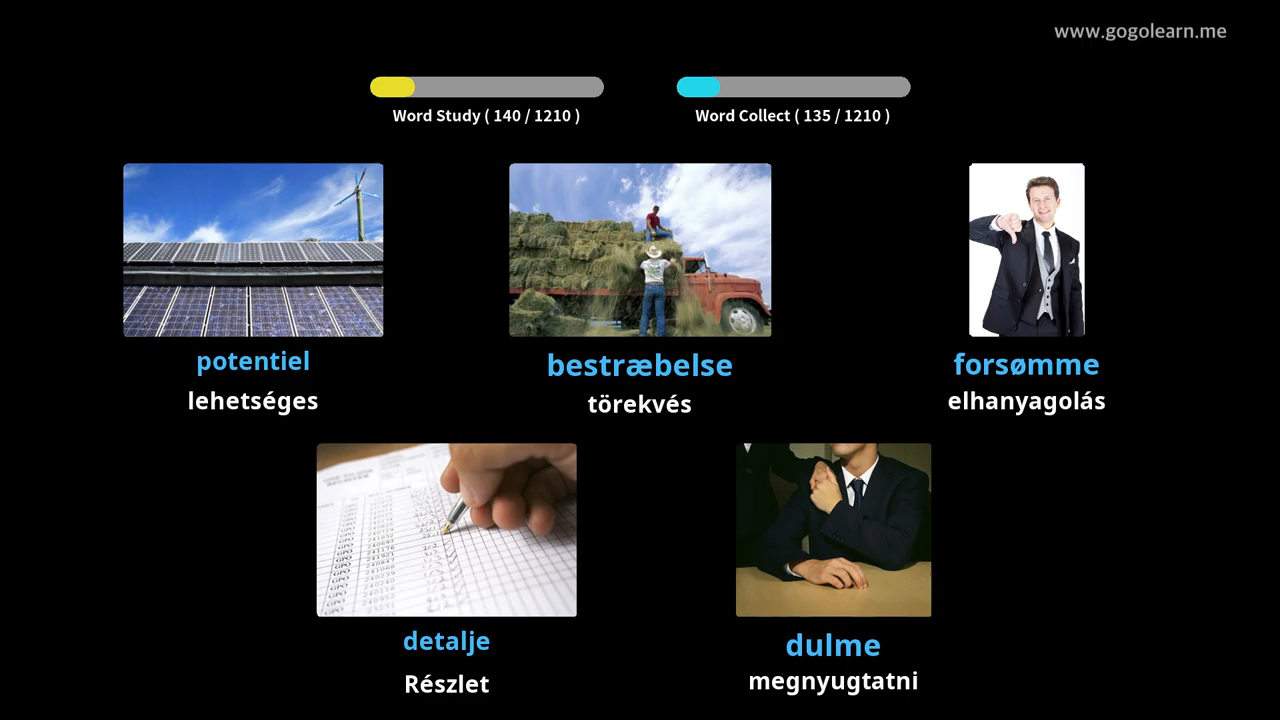 www.gogolearn.me
Word Study ( 140 / 1210 )
Word Collect ( 135 / 1210 )
potentiel
bestræbelse
forsømme
lehetséges
törekvés
elhanyagolás
detalje
dulme
Részlet
megnyugtatni